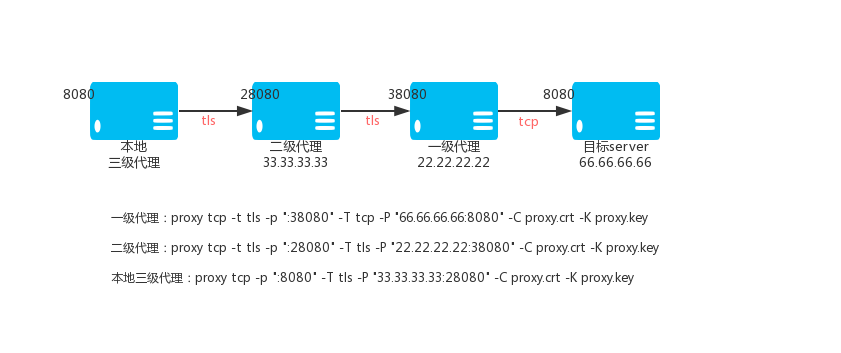 8080
28080
38080
8080
tls
tls
tcp
本地
三级代理
二级代理
33.33.33.33
一级代理
22.22.22.22
目标server
66.66.66.66
一级代理：proxy tcp -t tls -p ":38080" -T tcp -P "66.66.66.66:8080" -C proxy.crt -K proxy.key
二级代理：proxy tcp -t tls -p ":28080" -T tls -P "22.22.22.22:38080" -C proxy.crt -K proxy.key
本地三级代理：proxy tcp -p ":8080" -T tls -P "33.33.33.33:28080" -C proxy.crt -K proxy.key